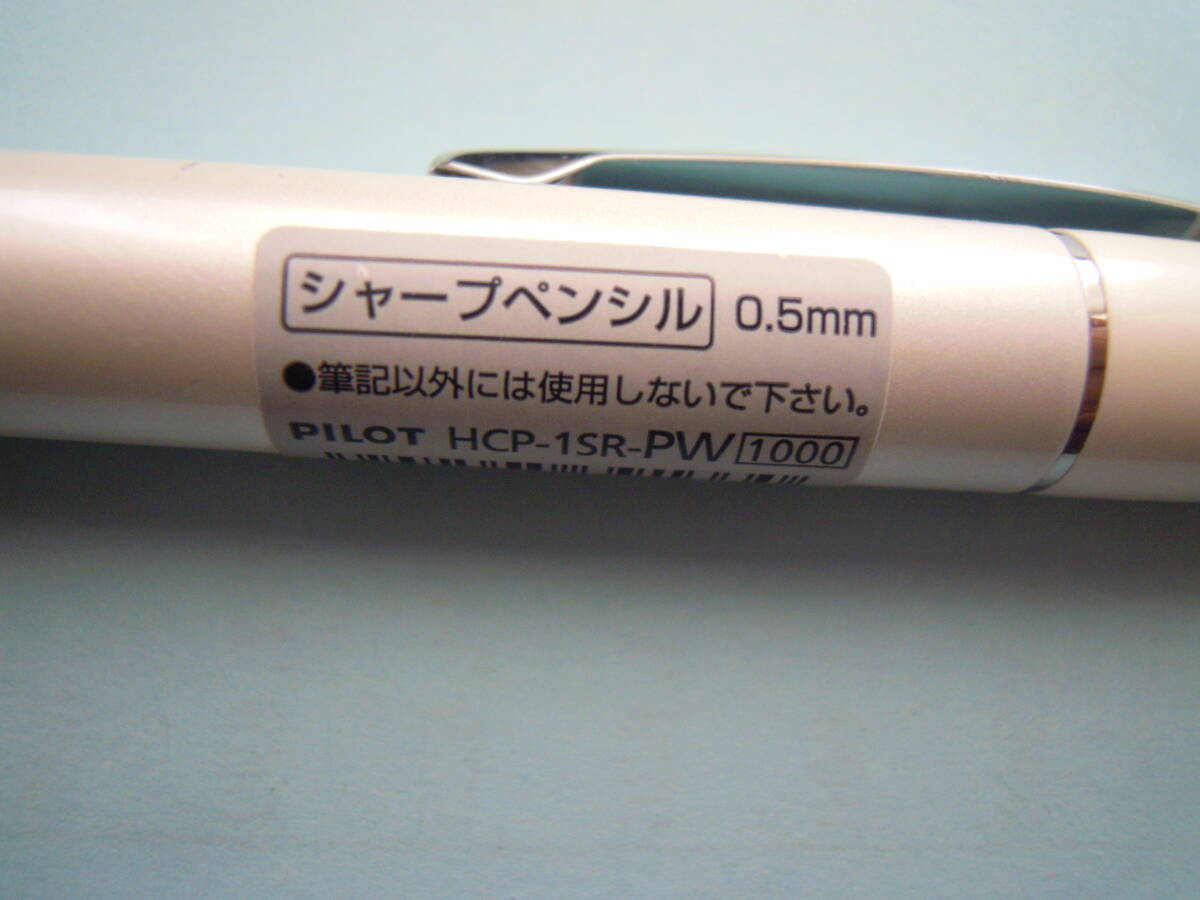 シャープペンシル 0.5mm
●筆記以外には使用しないで下さい。
PILOT HCP-1SR-PW 1000